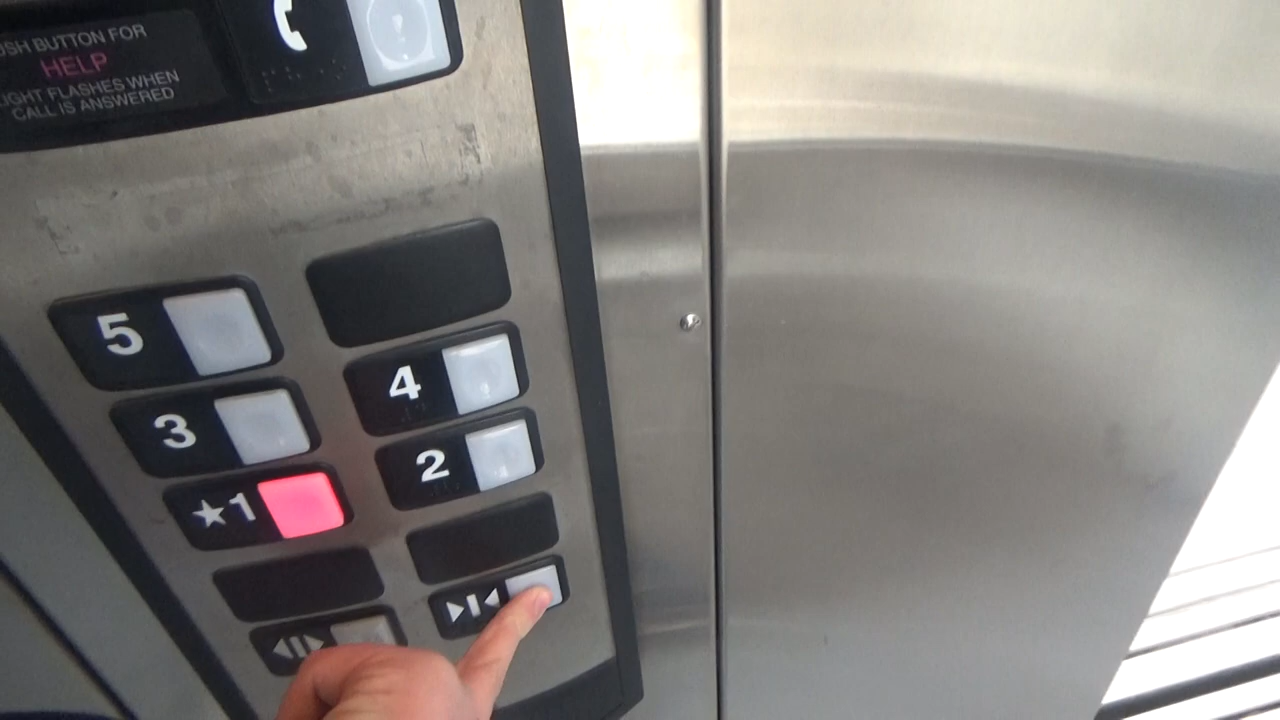 USH BUTTON FOR
HELP
LIGHT FLASHES WHEN
CALL IS ANSWERED
5
4
3
2
★1